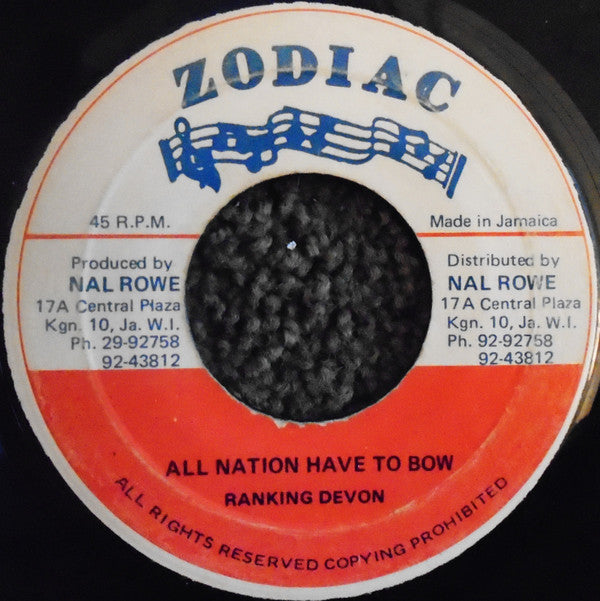 ZODIAC
45 R.P.M.
Made in Jamaica
Produced by
NAL ROWE
17A Central Plaza
Kgn. 10, Ja. W.I.
Ph. 29-92758
92-43812
Distributed by
NAL ROWE
17A Central Plaza
Kgn. 10, Ja. W.I.
Ph. 92-92758
92-43812
ALL NATION HAVE TO BOW
RANKING DEVON
ALL RIGHTS RESERVED COPYING PROHIBITED